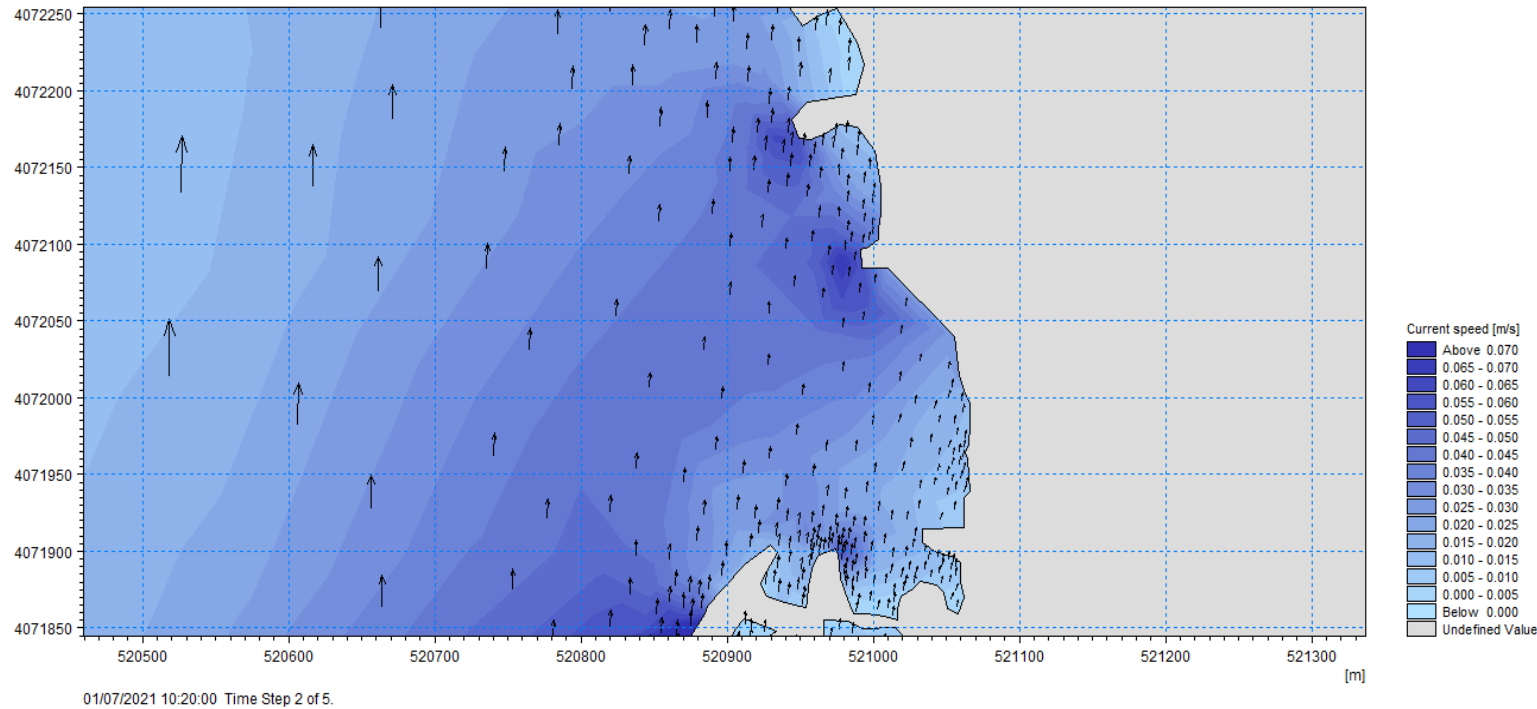 4072250
4072200
4072150
4072100
4072050
4072000
4071950
4071900
4071850
520500 520600 520700 520800 520900 521000 521100 521200 521300
[m]
01/07/2021 10:20:00 Time Step 2 of 5.
Current speed [m/s]
Above 0.070
0.065 - 0.070
0.060 - 0.065
0.055 - 0.060
0.050 - 0.055
0.045 - 0.050
0.040 - 0.045
0.035 - 0.040
0.030 - 0.035
0.025 - 0.030
0.020 - 0.025
0.015 - 0.020
0.010 - 0.015
0.005 - 0.010
0.000 - 0.005
Below 0.000
Undefined Value